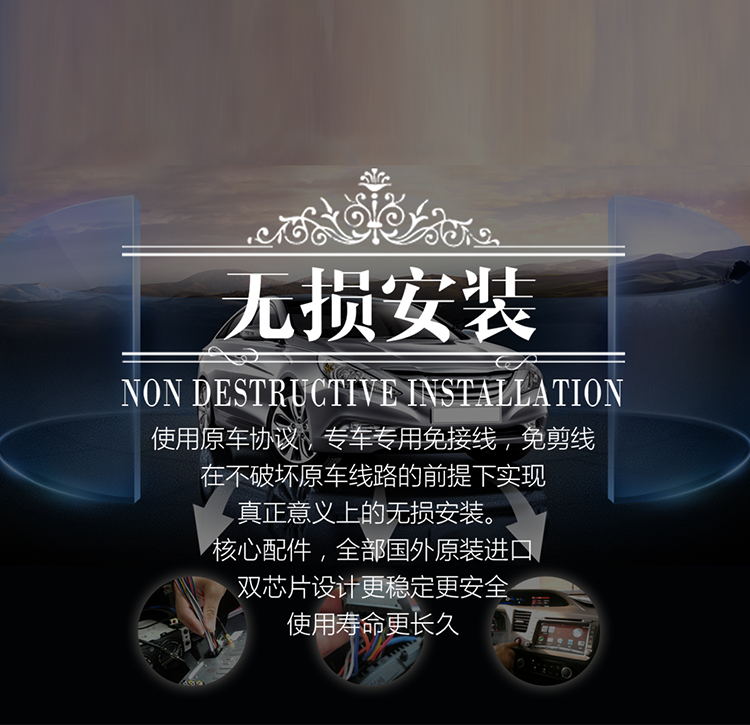 无损安装
NON DESTRUCTIVE INSTALLATION
使用原车协议，专车专用免接线，免剪线
在不破坏原车线路的前提下实现
真正意义上的无损安装。
核心配件，全部国外原装进口
双芯片设计更稳定更安全
使用寿命更长久